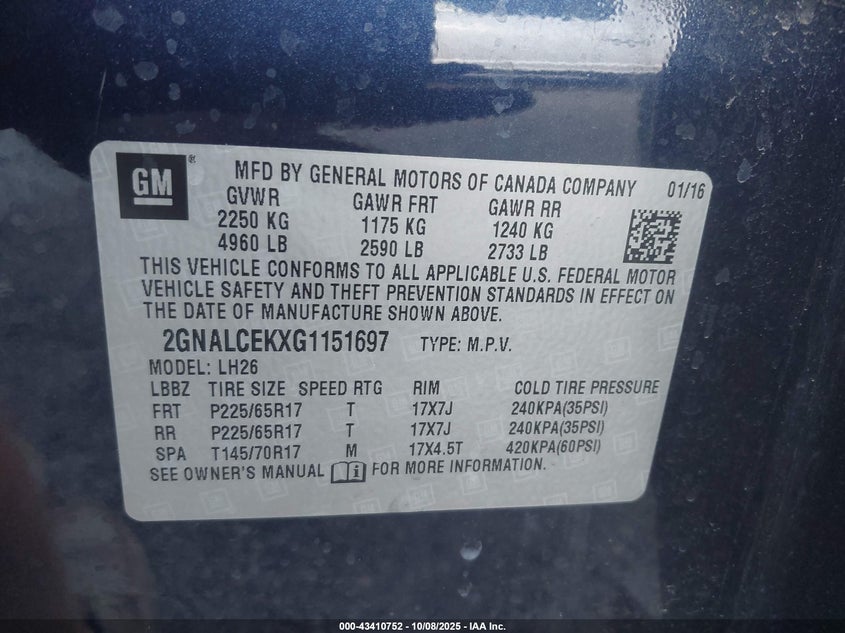 GM ®
MFD BY GENERAL MOTORS OF CANADA COMPANY 01/16
GVWR GAWR FRT GAWR RR
2250 KG 1175 KG 1240 KG
4960 LB 2590 LB 2733 LB
THIS VEHICLE CONFORMS TO ALL APPLICABLE U.S. FEDERAL MOTOR
VEHICLE SAFETY AND THEFT PREVENTION STANDARDS IN EFFECT ON
THE DATE OF MANUFACTURE SHOWN ABOVE.
2GNALCEKXG1151697 TYPE: M.P.V.
MODEL: LH26
LBBZ TIRE SIZE SPEED RTG RIM COLD TIRE PRESSURE
FRT P225/65R17 T 17X7J 240KPA(35PSI)
RR P225/65R17 T 17X7J 240KPA(35PSI)
SPA T145/70R17 M 17X4.5T 420KPA(60PSI)
SEE OWNER'S MANUAL FOR MORE INFORMATION.
000-43410752 - 10/08/2025 - IAA Inc.